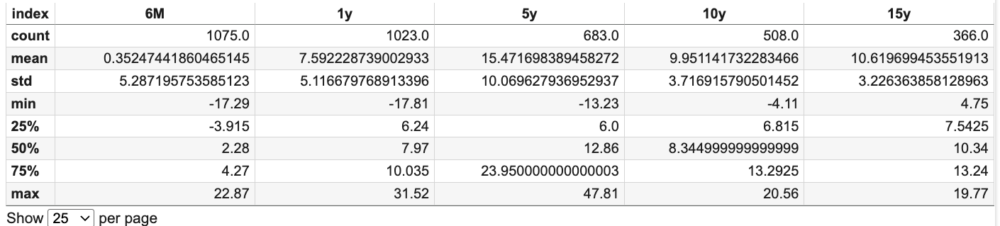 index 6M 1y 5y 10y 15y
count 1075.0 1023.0 683.0 508.0 366.0
mean 0.35247441860465145 7.592228739002933 15.471698389458272 9.951141732283466 10.619699453551913
std 5.287195753585123 5.116679768913396 10.069627936952937 3.716915790501452 3.226363858128963
min -17.29 -17.81 -13.23 -4.11 4.75
25% -3.915 6.24 6.0 6.815 7.5425
50% 2.28 7.97 12.86 8.344999999999999 10.34
75% 4.27 10.035 23.950000000000003 13.2925 13.24
max 22.87 31.52 47.81 20.56 19.77
Show 25 per page